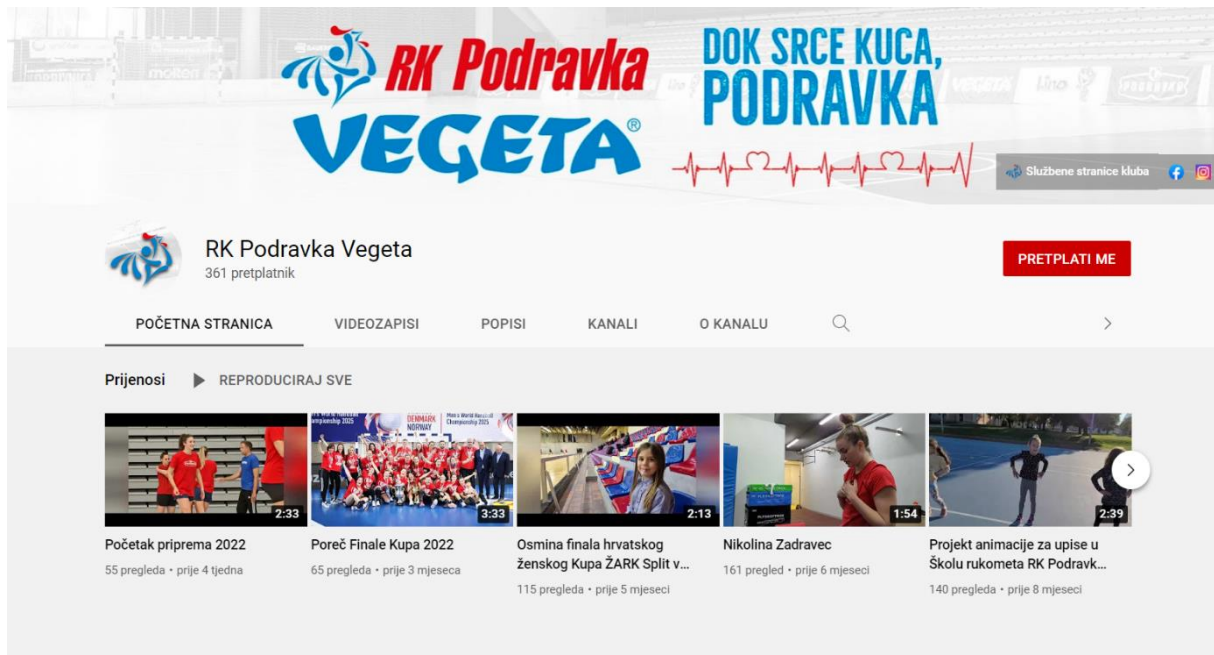 RK Podravka
VEGETA®
DOK SRCE KUCA,
PODRAVKA
Službene stranice kluba
RK Podravka Vegeta
361 pretplatnik
PRETPLATI ME
POČETNA STRANICA
VIDEOZAPISI
POPISI
KANALI
O KANALU
Prijenosi
REPRODUCIRAJ SVE
2:33
DENMARK
NORWAY
Championship 2025
3:33
2:13
1:54
2:39
Početak priprema 2022
55 pregleda • prije 4 tjedna
Poreč Finale Kupa 2022
65 pregleda • prije 3 mjeseca
Osmina finala hrvatskog
ženskog Kupa ŽARK Split v...
115 pregleda • prije 5 mjeseci
Nikolina Zadravec
161 pregled • prije 6 mjeseci
Projekt animacije za upise u
Školu rukometa RK Podravk...
140 pregleda • prije 8 mjeseci